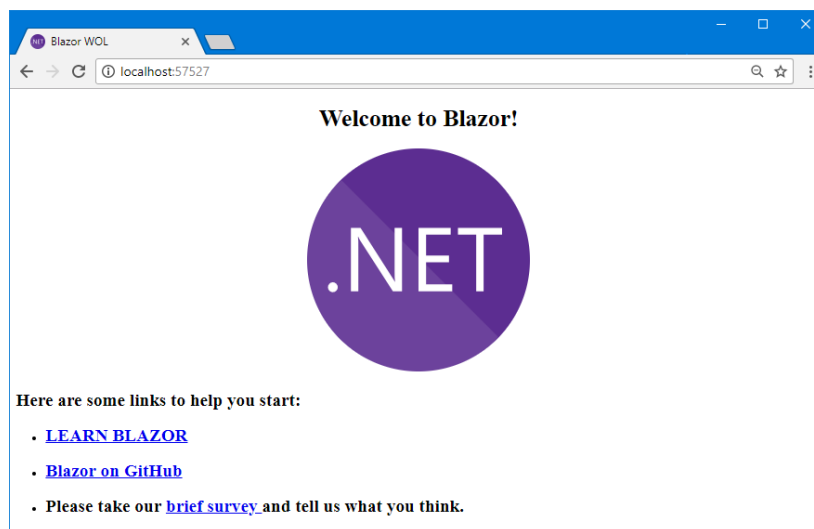 NET Blazor WOL
localhost:57527
Welcome to Blazor!
.NET
Here are some links to help you start:
LEARN BLAZOR
Blazor on GitHub
Please take our brief survey and tell us what you think.